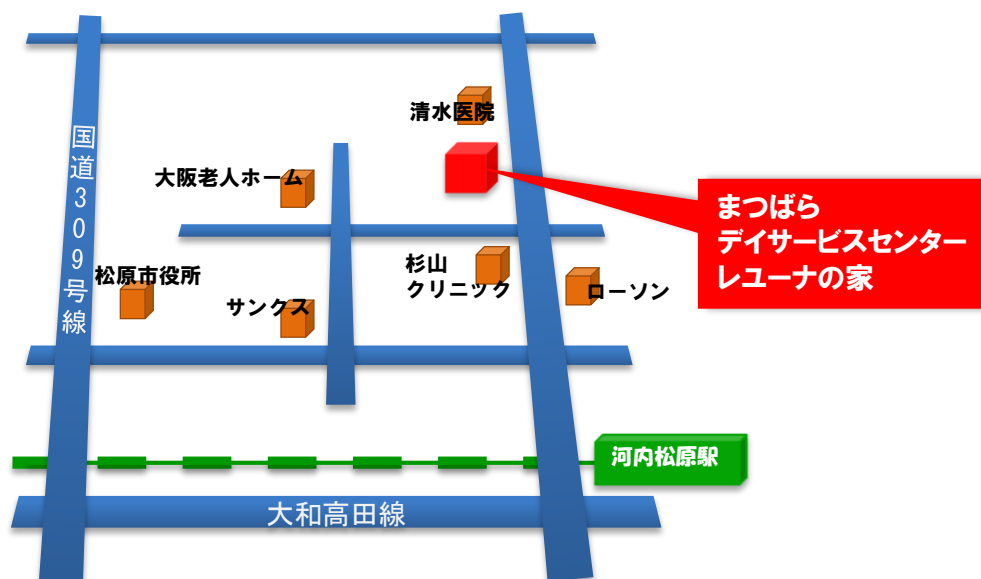 清水医院
国道309号線
大阪老人ホーム
まつばら
デイサービスセンター
レユーナの家
松原市役所
サンクス
杉山
クリニック
ローソン
河内松原駅
大和高田線